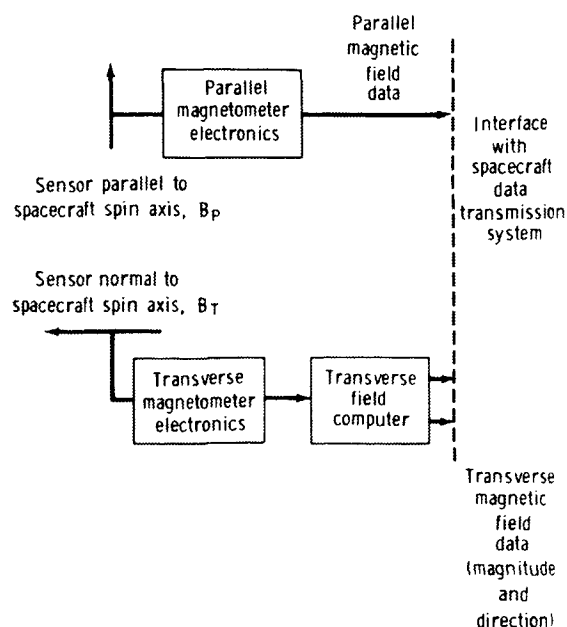 Parallel
magnetic
field
data
Parallel
magnetometer
electronics
Interface
with
spacecraft
data
transmission
system
Sensor parallel to
spacecraft spin axis, BP
Sensor normal to
spacecraft spin axis, BT
Transverse
magnetometer
electronics
Transverse
field
computer
Transverse
magnetic
field
data
(magnitude
and
direction)